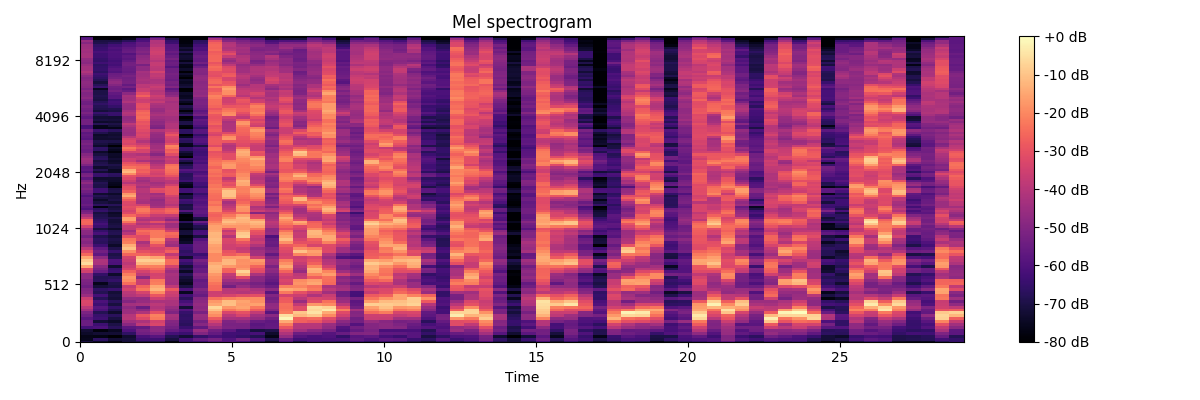 Mel spectrogram
Hz
8192
4096
2048
1024
512
0
0 5 10 15 20 25
Time
+0 dB
-10 dB
-20 dB
-30 dB
-40 dB
-50 dB
-60 dB
-70 dB
-80 dB